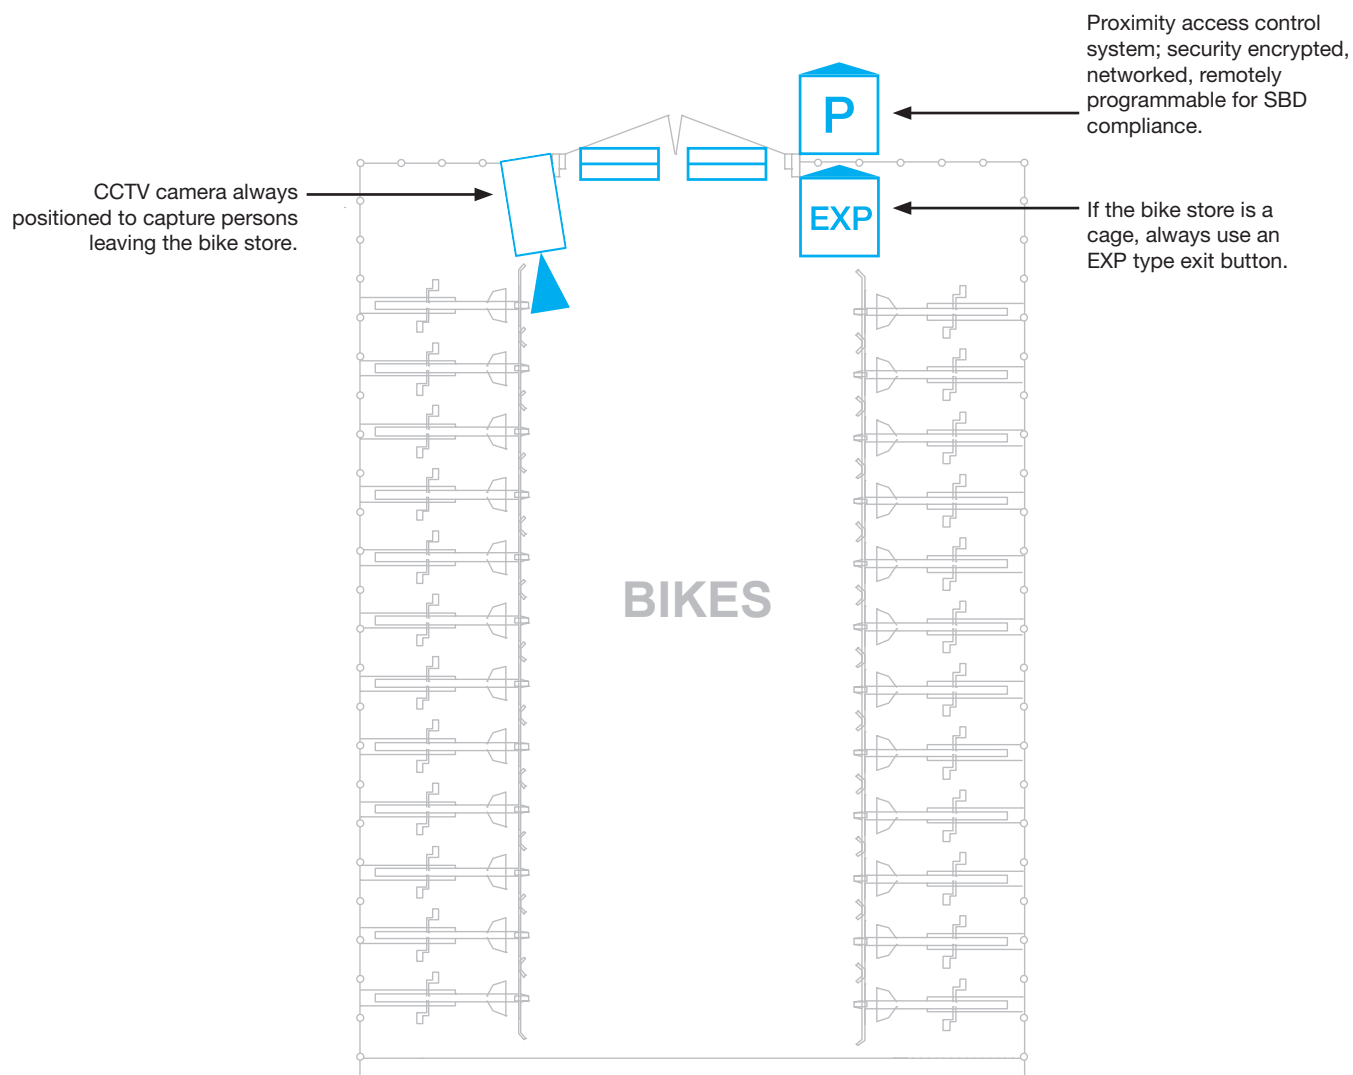 Proximity access control
system; security encrypted,
networked, remotely
programmable for SBD
compliance.
P
CCTV camera always
positioned to capture persons
leaving the bike store.
EXP
If the bike store is a
cage, always use an
EXP type exit button.
BIKES